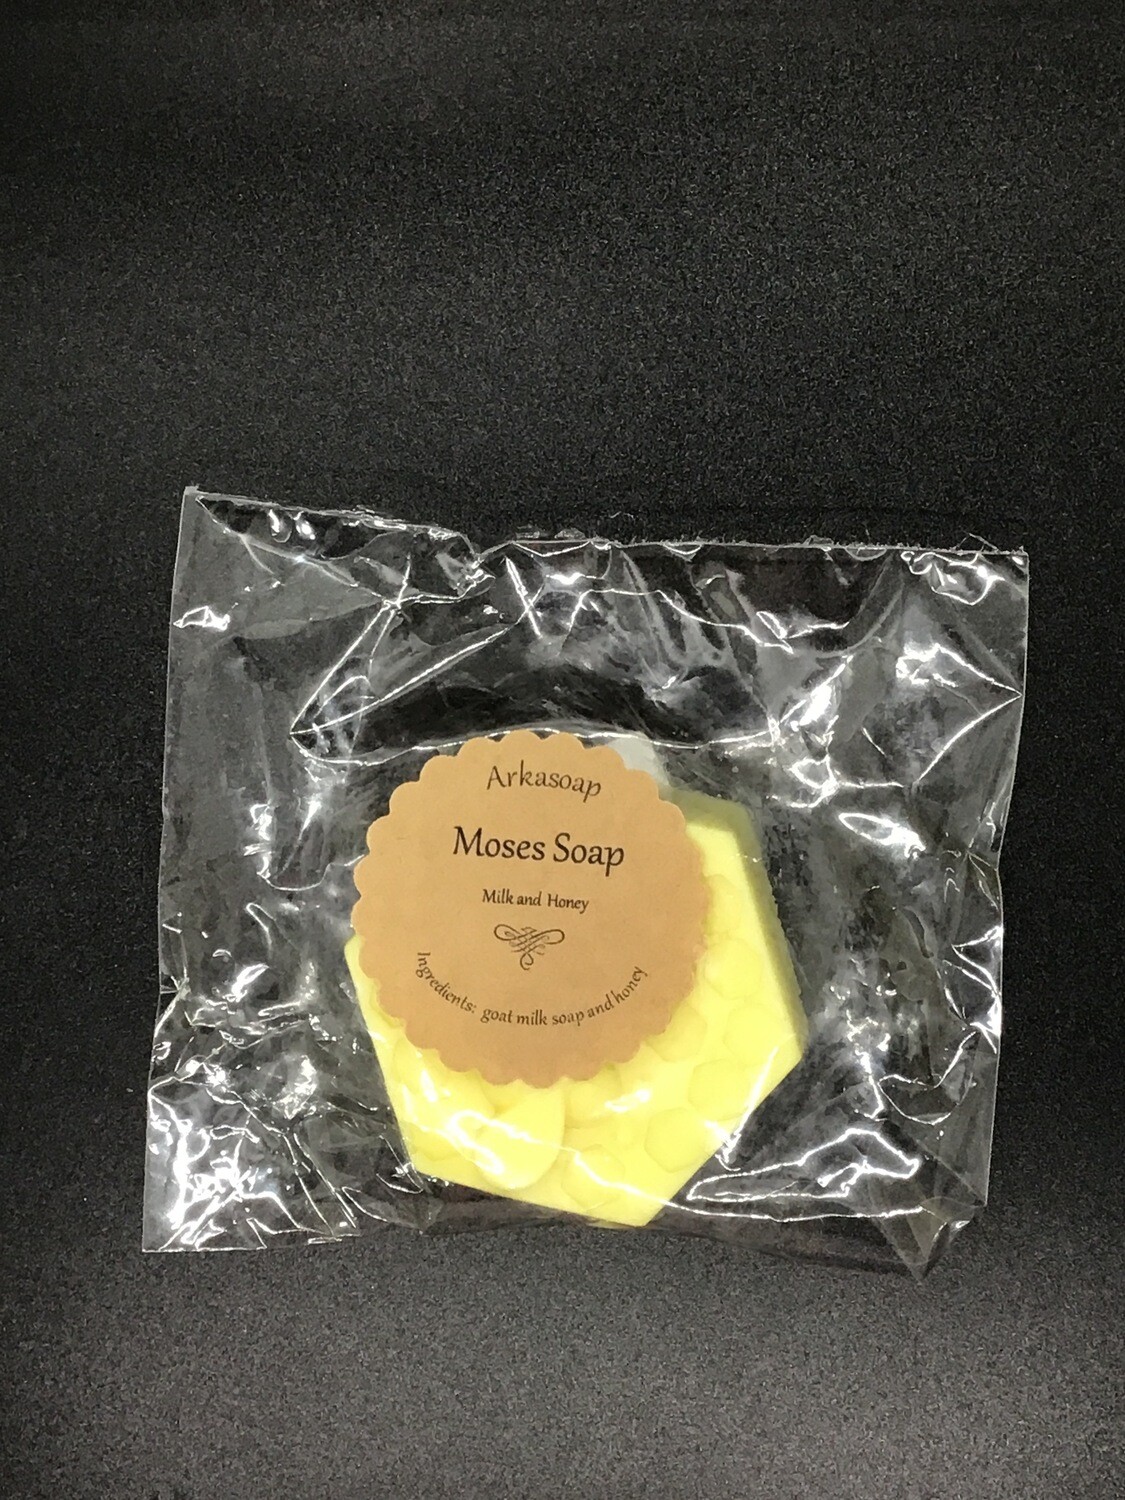 Arkasoap
Moses Soap
Milk and Honey
Ingredients: goat milk soap and honey